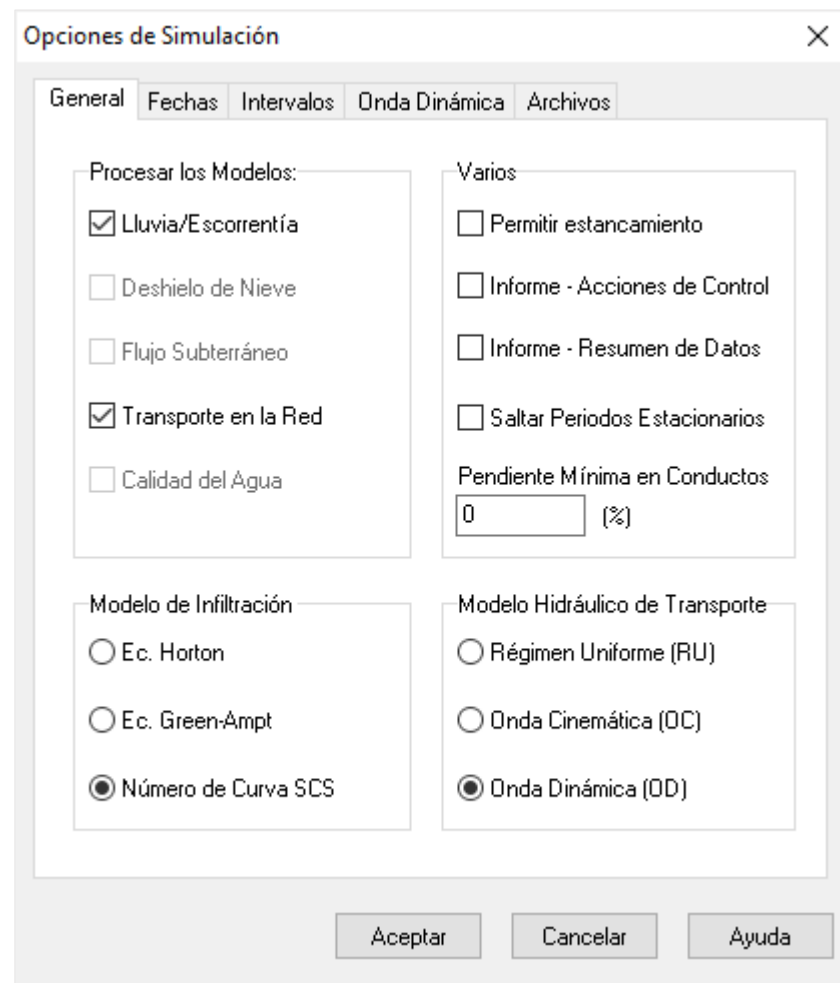 Opciones de Simulación
General Fechas Intervalos Onda Dinámica Archivos
Procesar los Modelos:
Lluvia/Escorrentía
Deshielo de Nieve
Flujo Subterráneo
Transporte en la Red
Calidad del Agua
Varios
Permitir estancamiento
Informe - Acciones de Control
Informe - Resumen de Datos
Saltar Periodos Estacionarios
Pendiente Mínima en Conductos
0 (%)
Modelo de Infiltración
Ec. Horton
Ec. Green-Ampt
Número de Curva SCS
Modelo Hidráulico de Transporte
Régimen Uniforme (RU)
Onda Cinemática (OC)
Onda Dinámica (OD)
Aceptar Cancelar Ayuda